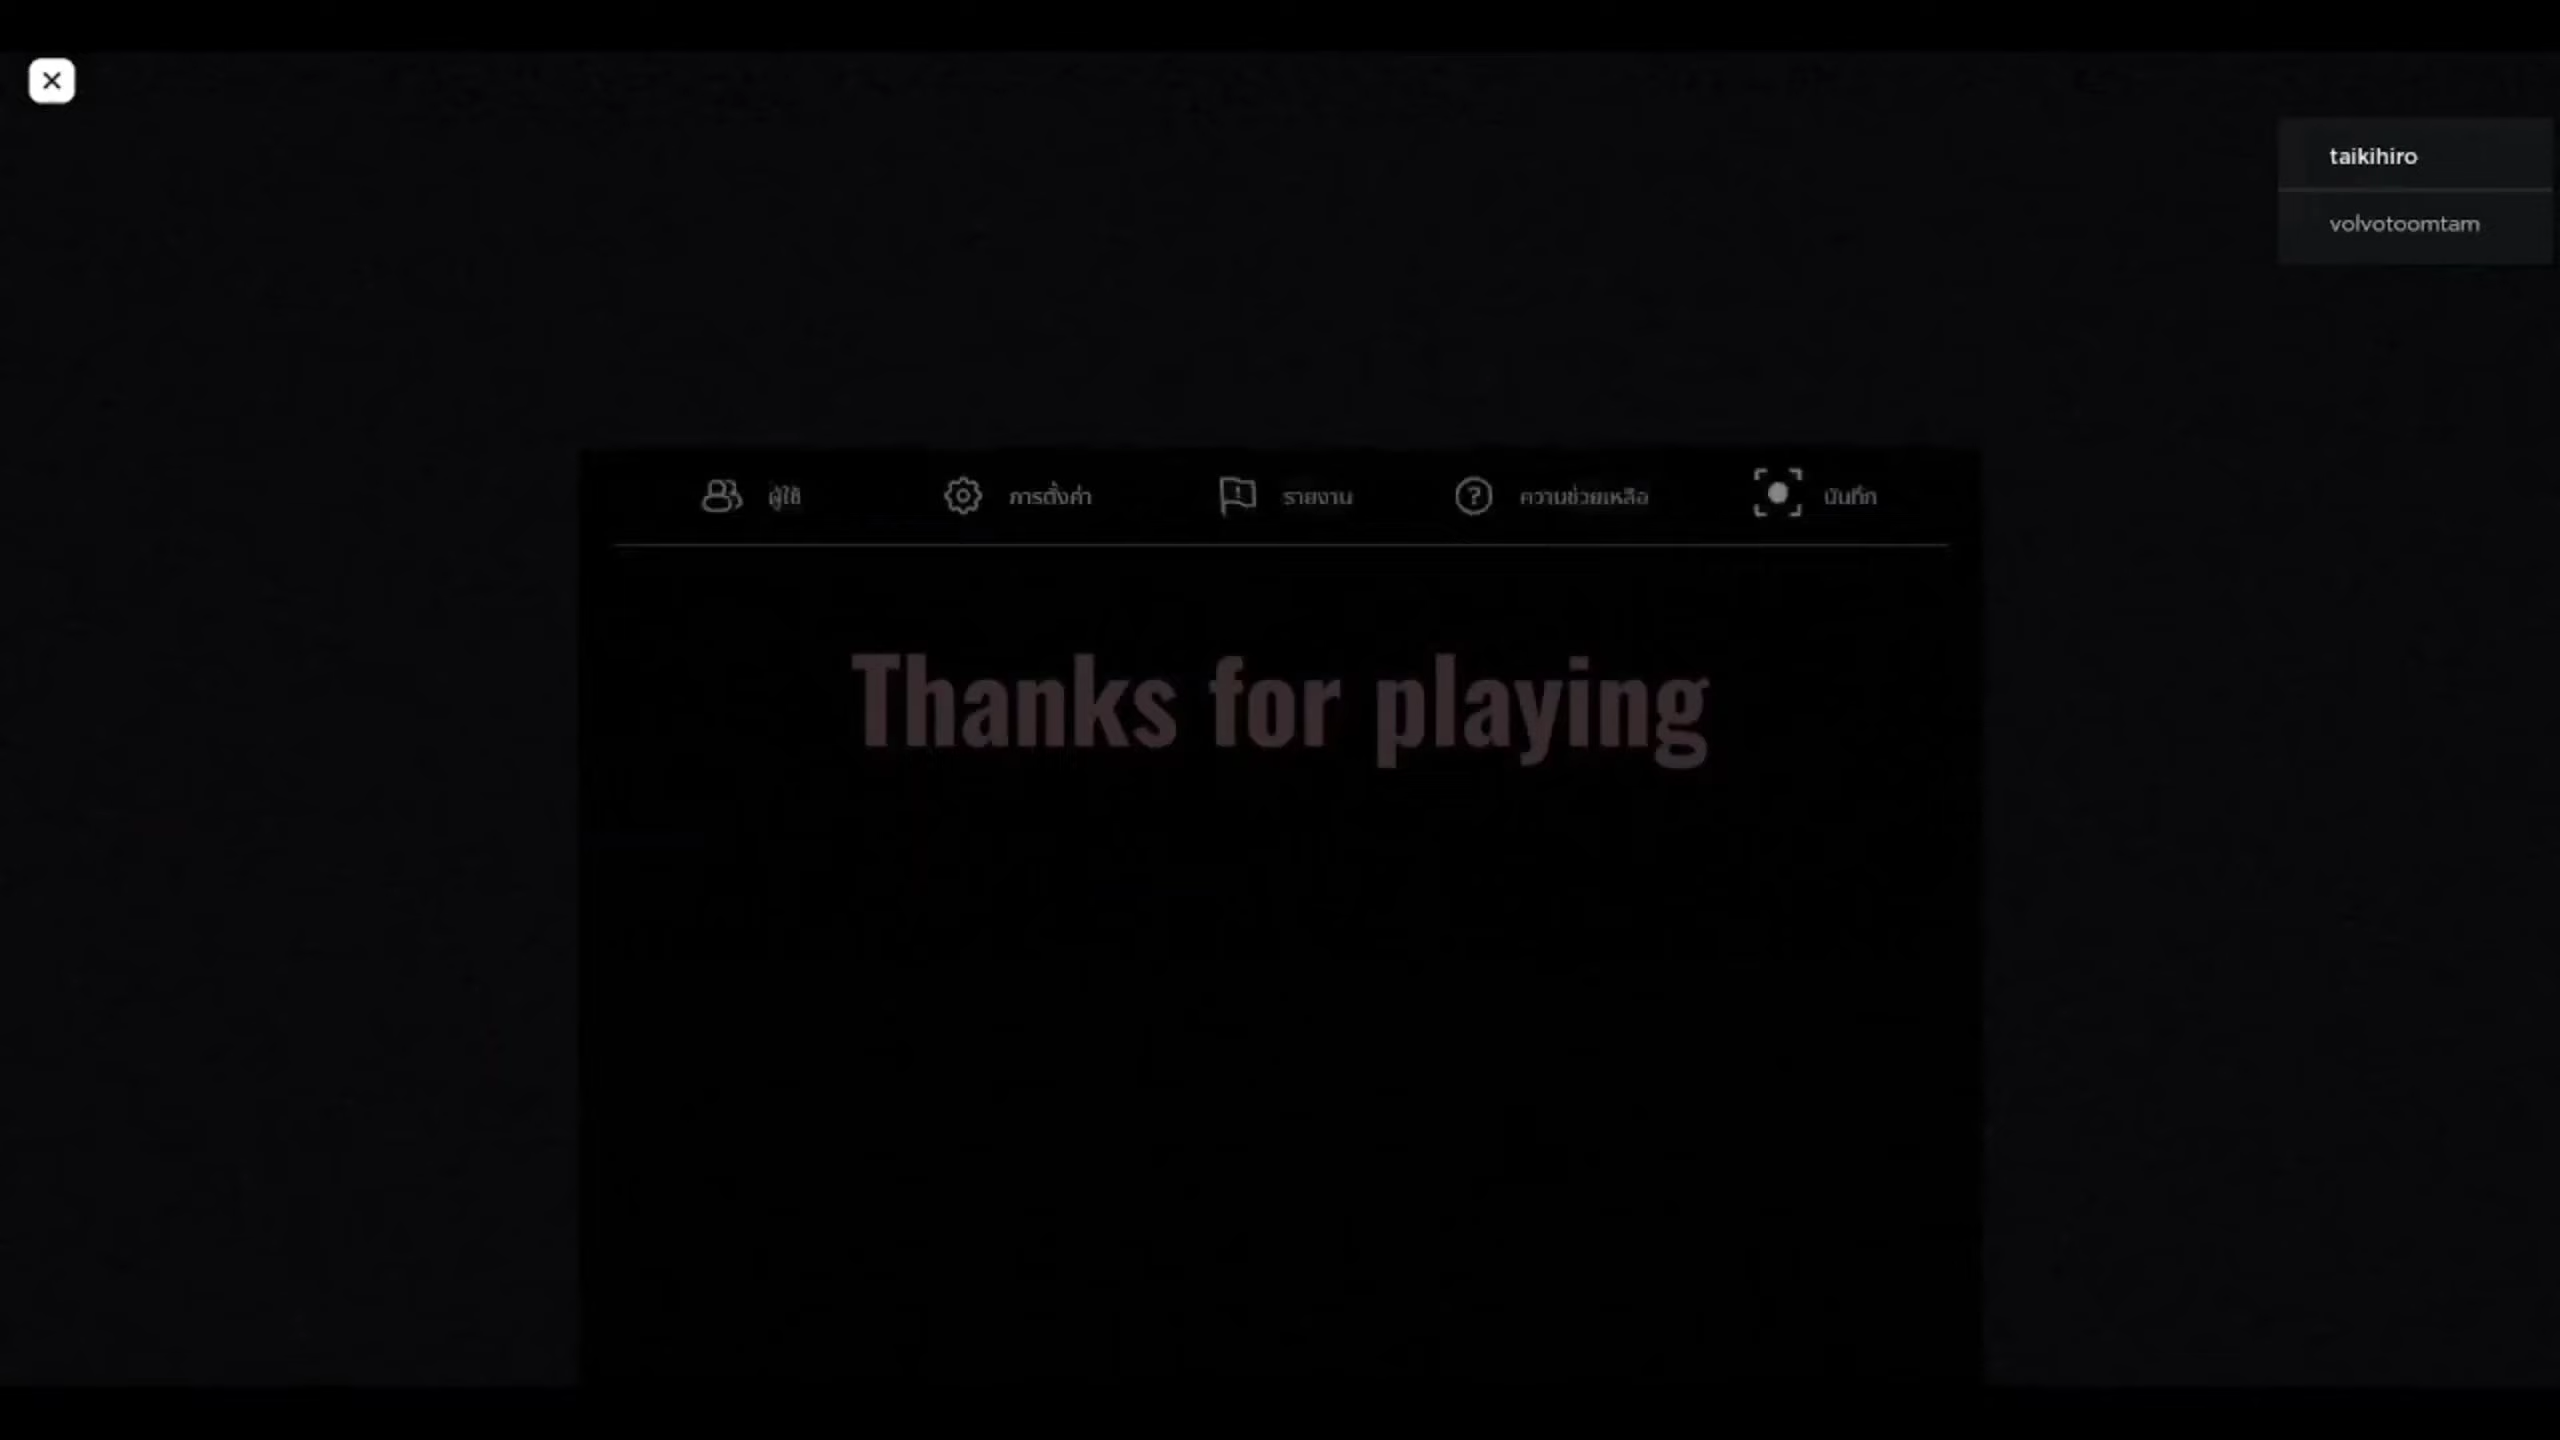 taikihiro
volvotoomtam
ผู้ใช้ การตั้งค่า รายงาน ความช่วยเหลือ บันทึก
Thanks for playing